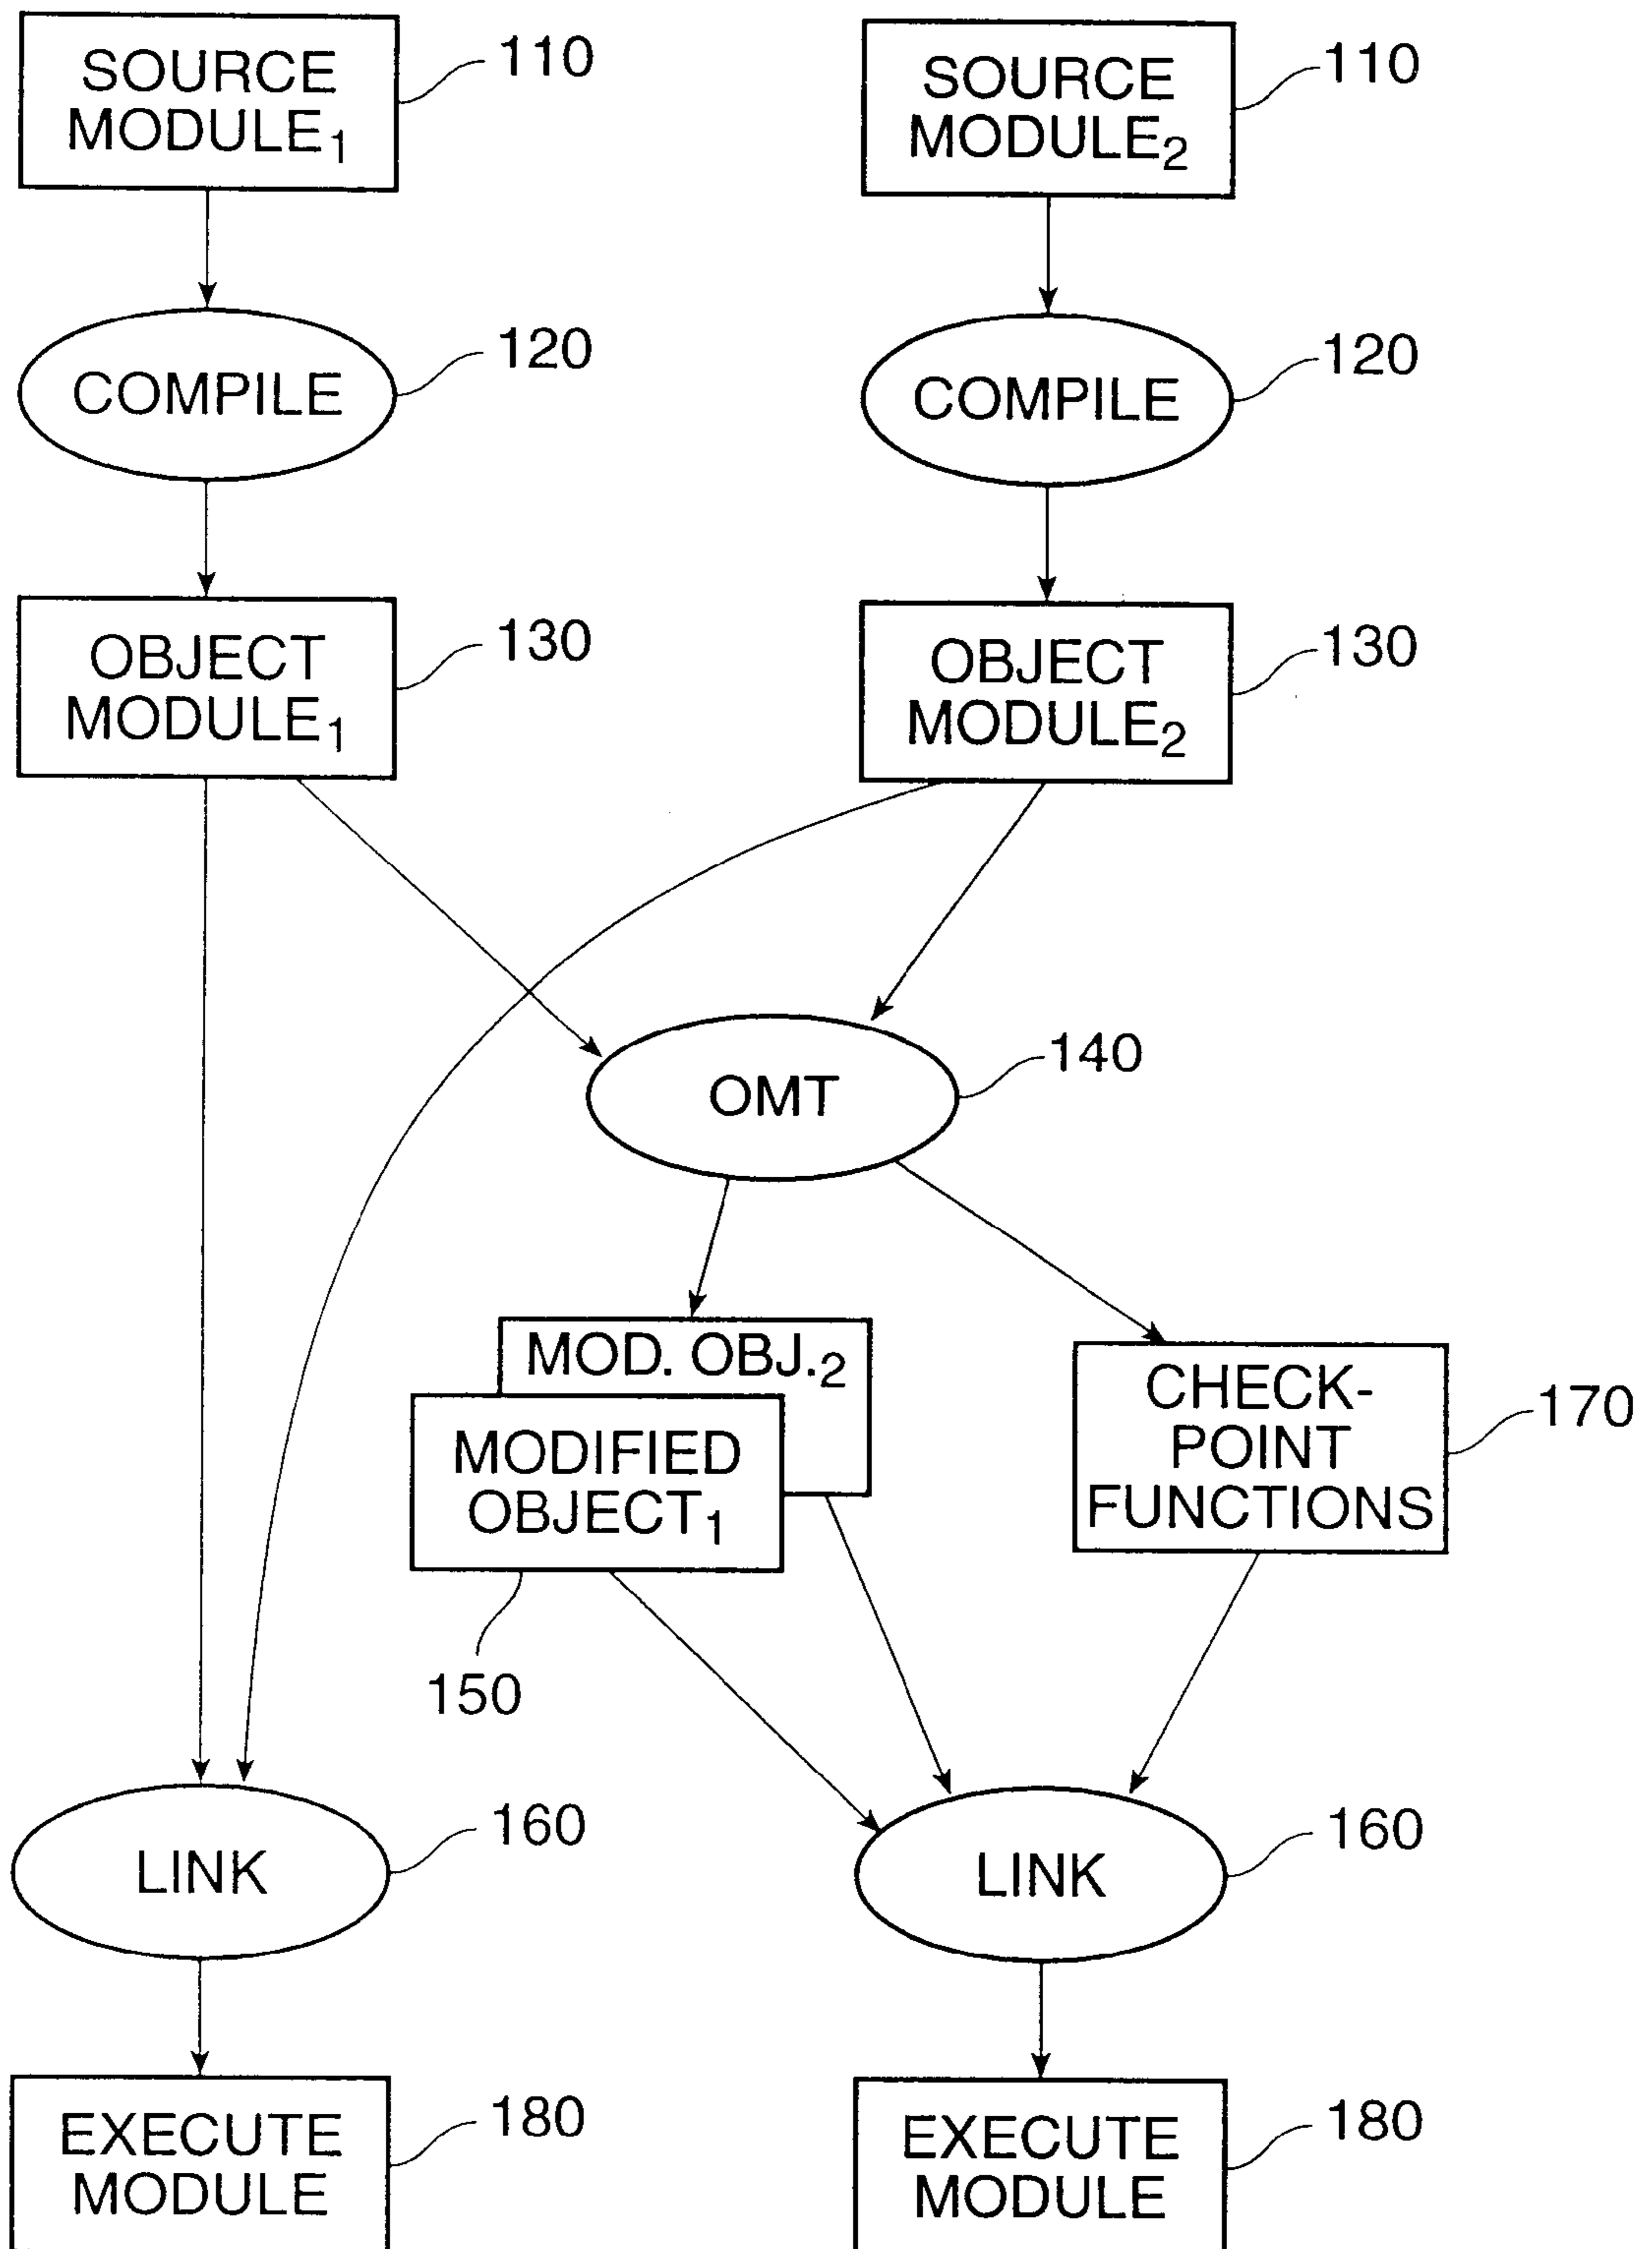 SOURCE
MODULE1
110
SOURCE
MODULE2
110
COMPILE
120
COMPILE
120
OBJECT
MODULE1
130
OBJECT
MODULE2
130
OMT
140
MOD. OBJ.2
MODIFIED
OBJECT1
150
CHECK-
POINT
FUNCTIONS
170
LINK
160
LINK
160
EXECUTE
MODULE
180
EXECUTE
MODULE
180